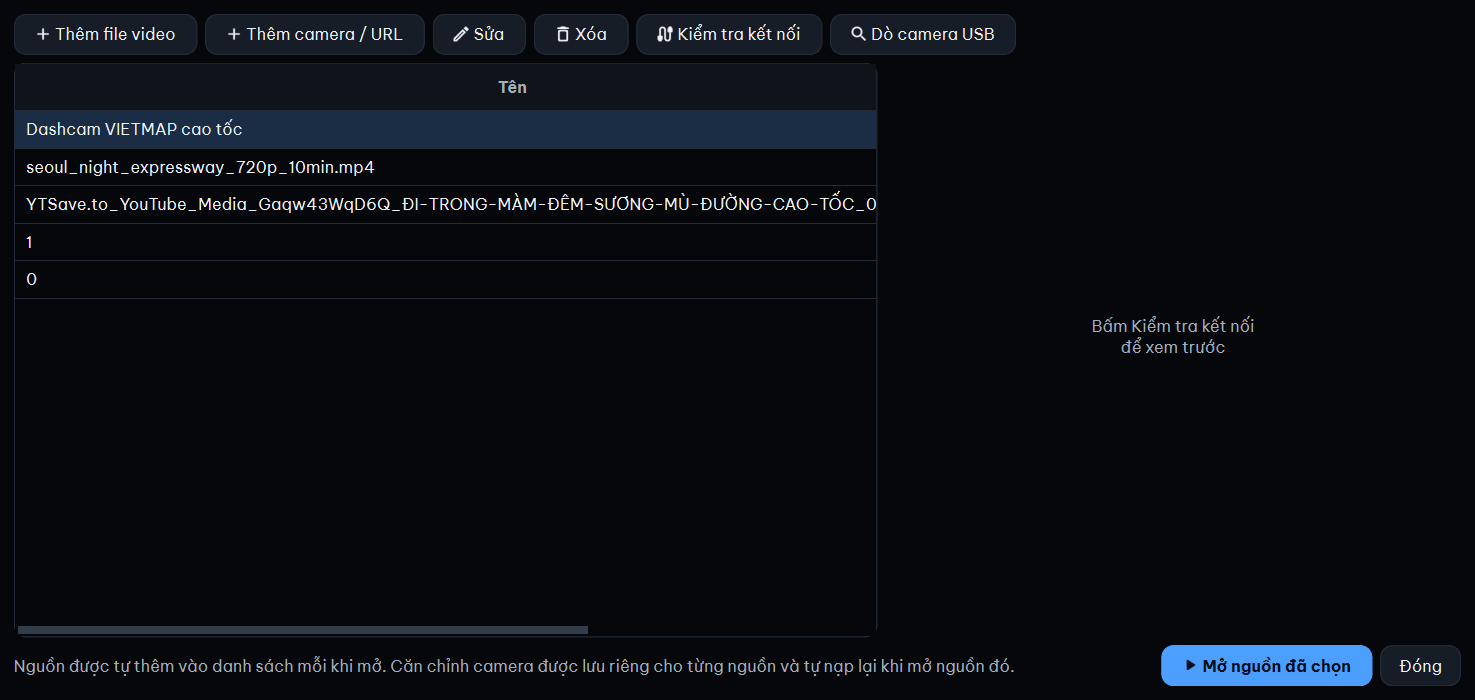 + Thêm file video
+ Thêm camera / URL
Sửa
Xóa
Kiểm tra kết nối
Dò camera USB
Tên
Dashcam VIETMAP cao tốc
seoul_night_expressway_720p_10min.mp4
YTSave.to_YouTube_Media_Gaqw43WqD6Q_ĐI-TRONG-MÀM-ĐÊM-SƯƠNG-MÙ-ĐƯỜNG-CAO-TỐC_0
1
0
Bấm Kiểm tra kết nối
để xem trước
Nguồn được tự thêm vào danh sách mỗi khi mở. Căn chỉnh camera được lưu riêng cho từng nguồn và tự nạp lại khi mở nguồn đó.
Mở nguồn đã chọn
Đóng